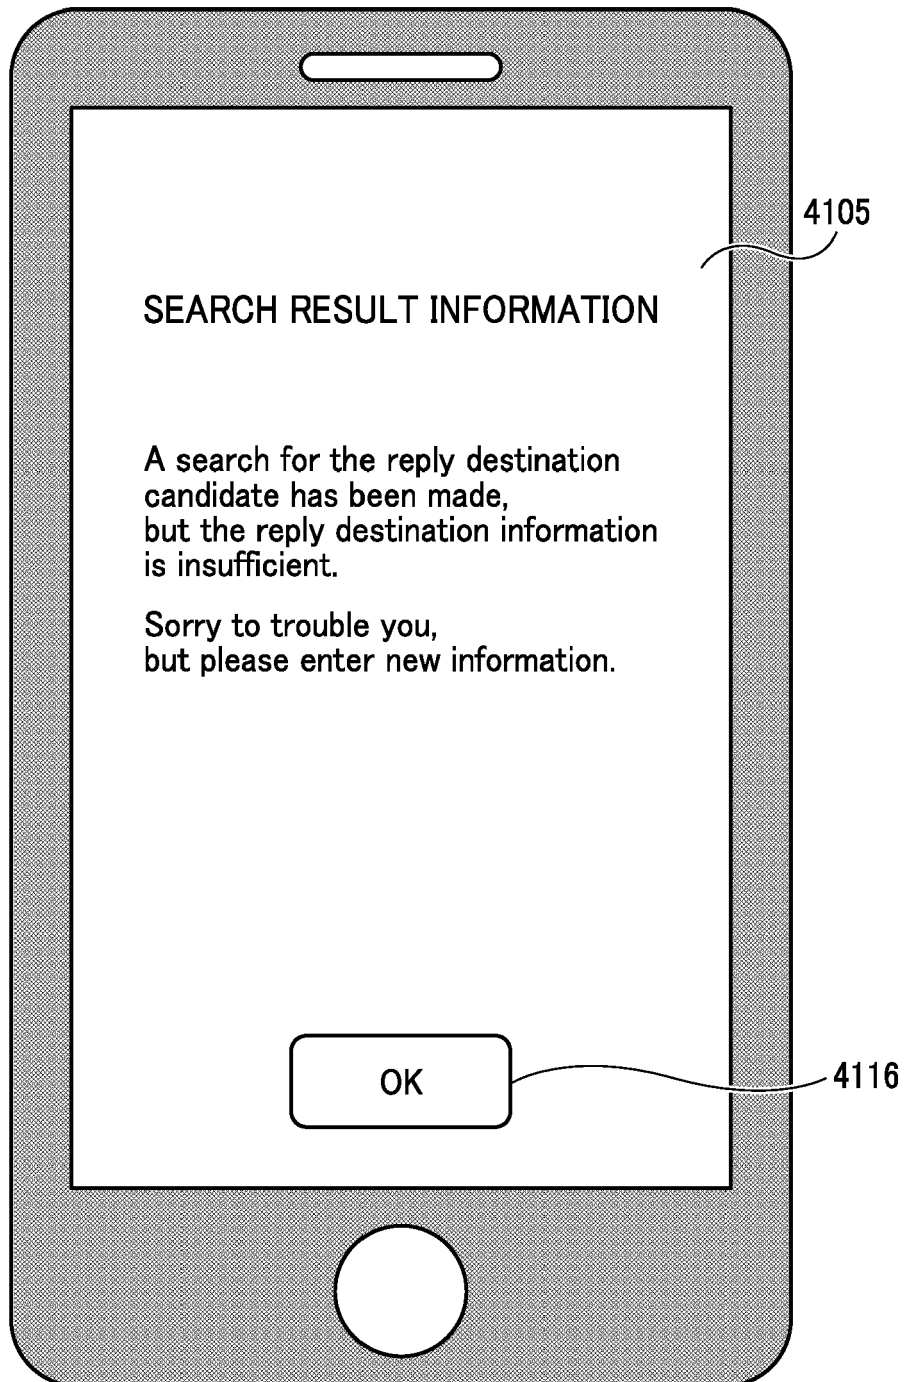 4105
SEARCH RESULT INFORMATION
A search for the reply destination
candidate has been made,
but the reply destination information
is insufficient.
Sorry to trouble you,
but please enter new information.
OK
4116